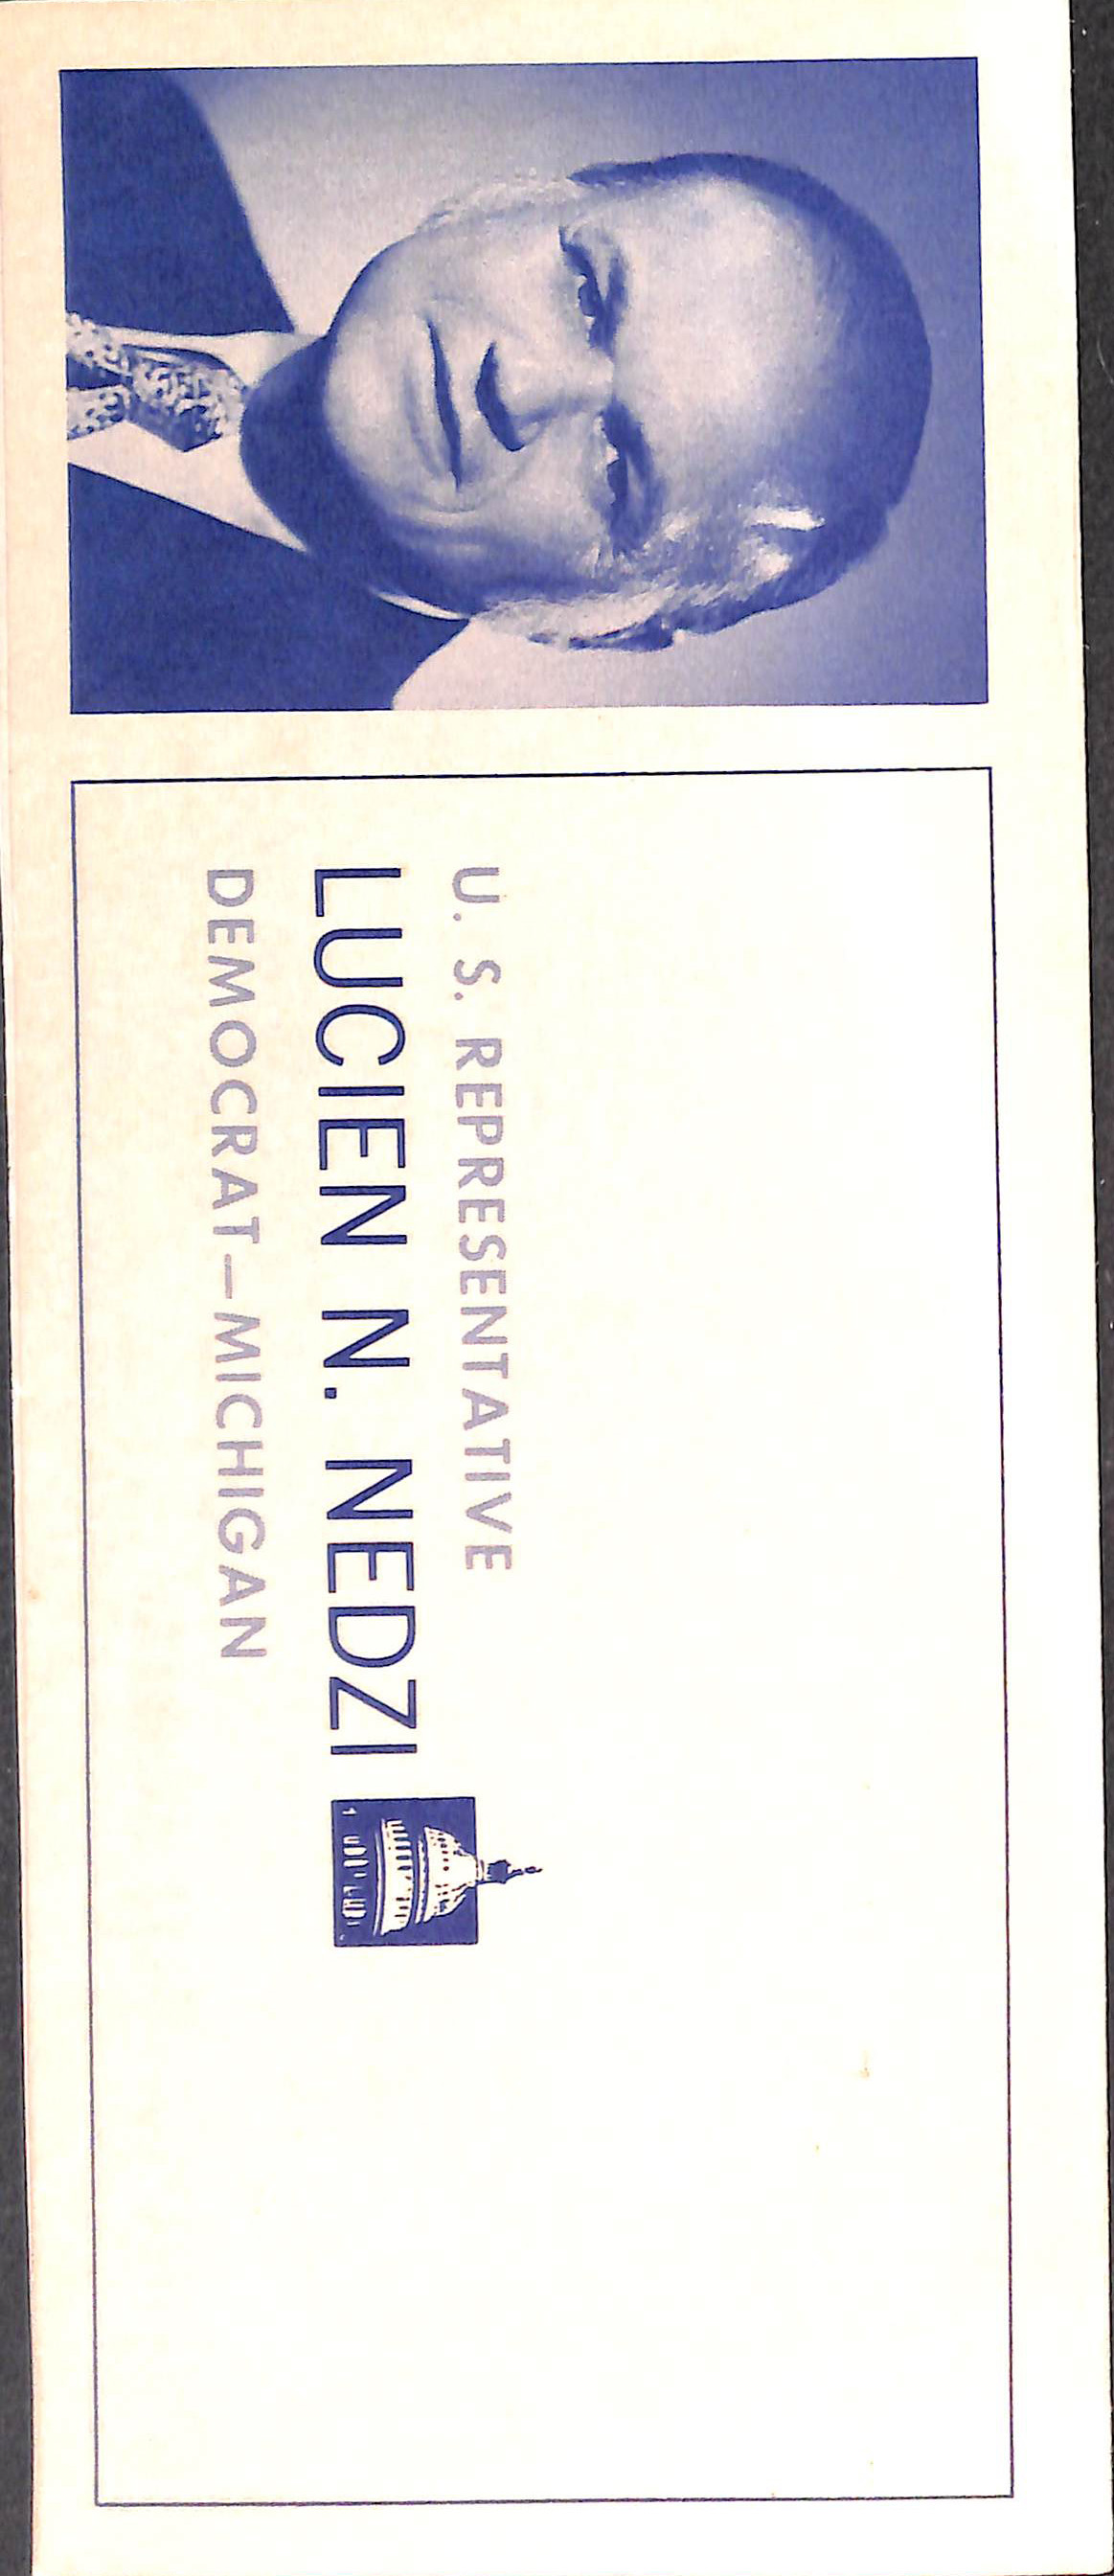 U. S. REPRESENTATIVE
LUCIEN N. NEDZI
DEMOCRAT—MICHIGAN